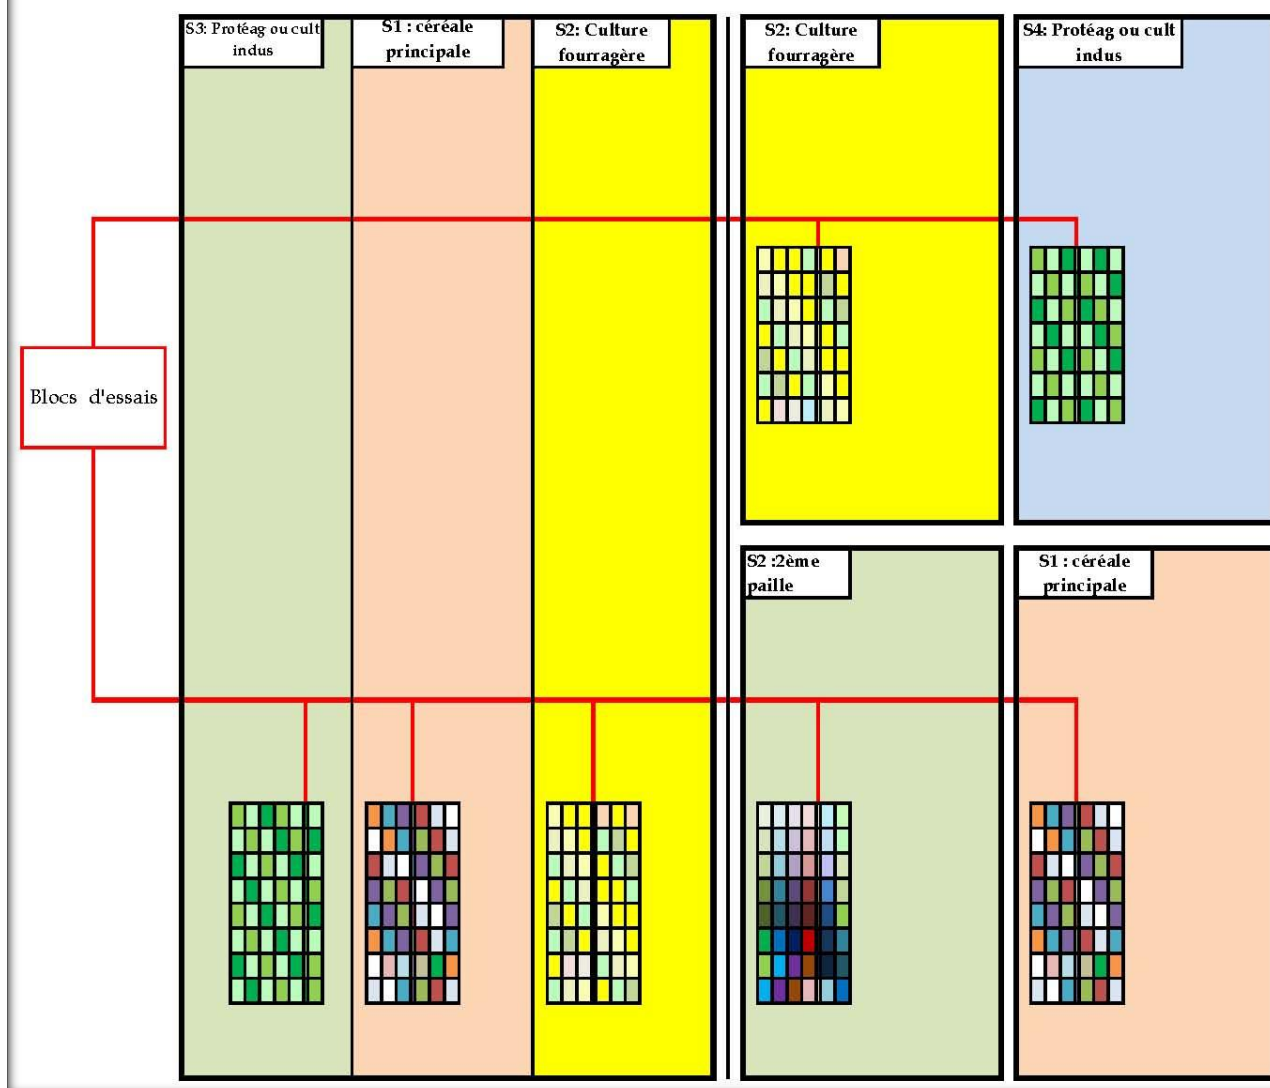 S3: Protéag ou cult
indus
S1 : céréale
principale
S2: Culture
fourragère
S2: Culture
fourragère
S4: Protéag ou cult
indus
Blocs d'essais
S2 :2ème
paille
S1 : céréale
principale